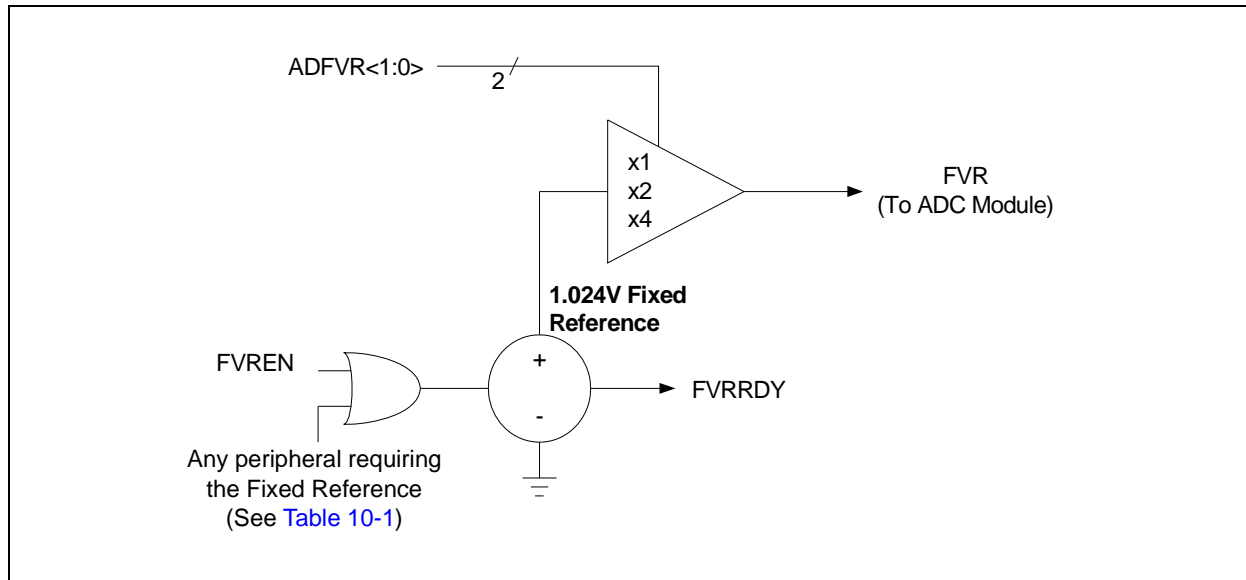 ADFVR<1:0>
2
x1
x2
x4
FVR
(To ADC Module)
1.024V Fixed
Reference
FVREN
+
-
FVRRDY
Any peripheral requiring
the Fixed Reference
(See Table 10-1)